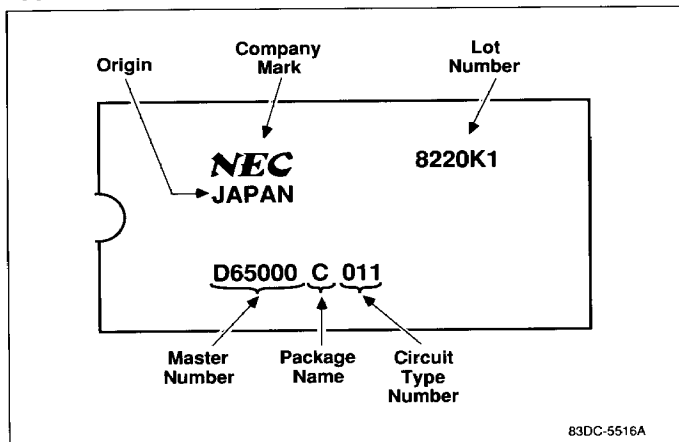 Origin
Company
Mark
Lot
Number
NEC
JAPAN
8220K1
D65000 C 011
Master
Number
Package
Name
Circuit
Type
Number
83DC-5516A